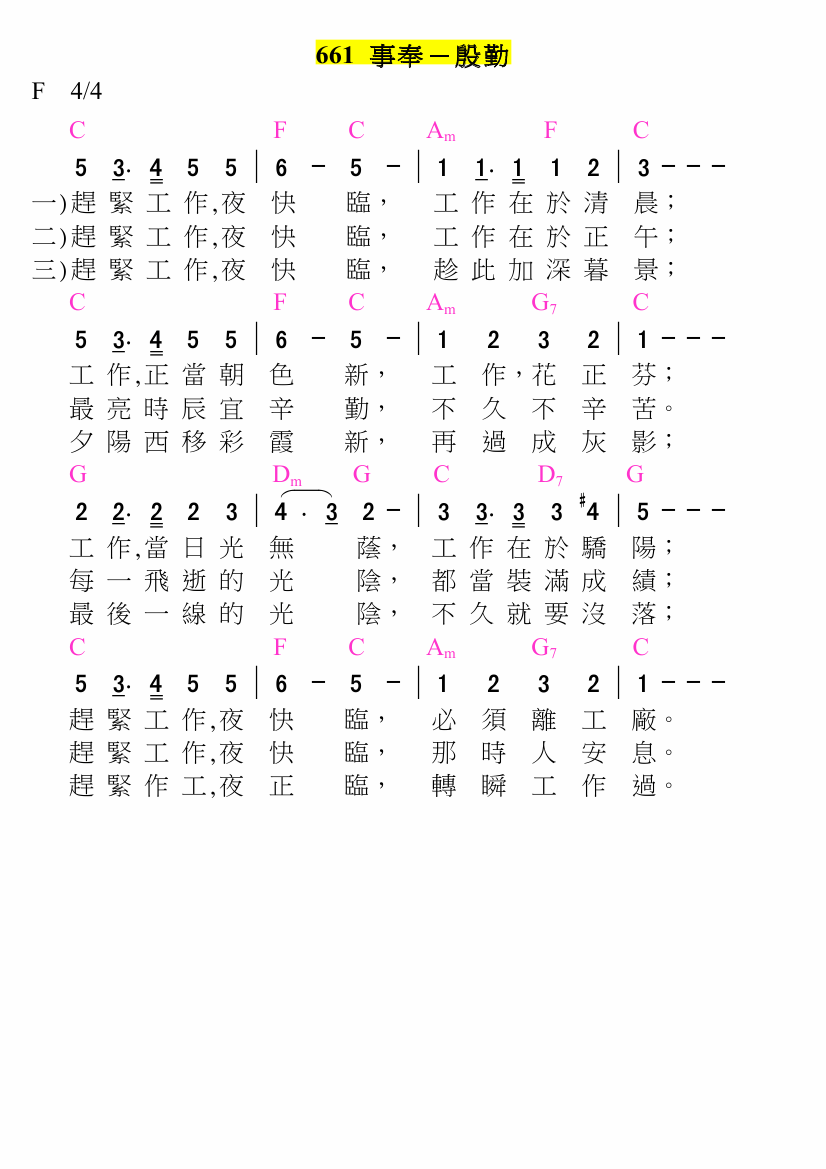 661 事奉－殷勤
F 4/4
C F C Am F C
5 3. 4 5 5 | 6 － 5 － | 1 1. 1 1 2 | 3 － － －
一)趕緊工作,夜快臨，工作在於清晨；
二)趕緊工作,夜快臨，工作在於正午；
三)趕緊工作,夜快臨，趁此加深暮景；
C F C Am G7 C
5 3. 4 5 5 | 6 － 5 － | 1 2 3 2 | 1 － － －
工作,正當朝色新，工作，花正芬；
最亮時辰宜辛勤，不久不辛苦。
夕陽西移彩霞新，再過成灰影；
G Dm G C D7 G
2 2. 2 2 3 | 4 . 3 2 － | 3 3. 3 3 ♯4 | 5 － － －
工作,當日光無蔭，工作在於驕陽；
每一飛逝的光陰，都當裝滿成績；
最後一線的光陰，不久就要沒落；
C F C Am G7 C
5 3. 4 5 5 | 6 － 5 － | 1 2 3 2 | 1 － － －
趕緊工作,夜快臨，必須離工廠。
趕緊工作,夜快臨，那時人安息。
趕緊作工,夜正臨，轉瞬工作過。